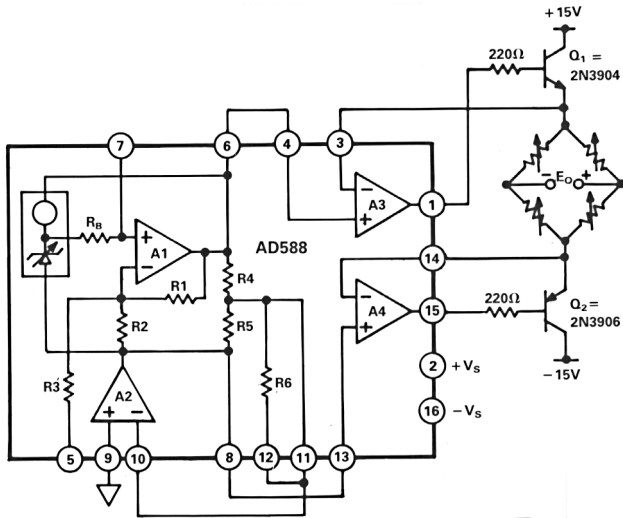 +15V
220Ω
Q1 =
2N3904
7
6
4
3
− EO +
RB
+
−
A1
AD588
−
+
A3
1
R4
R1
14
R2
R5
−
+
A4
15
220Ω
Q2 =
2N3906
R3
R6
2
+VS
−15V
A2
+ −
16
−VS
5
9
10
8
12
11
13